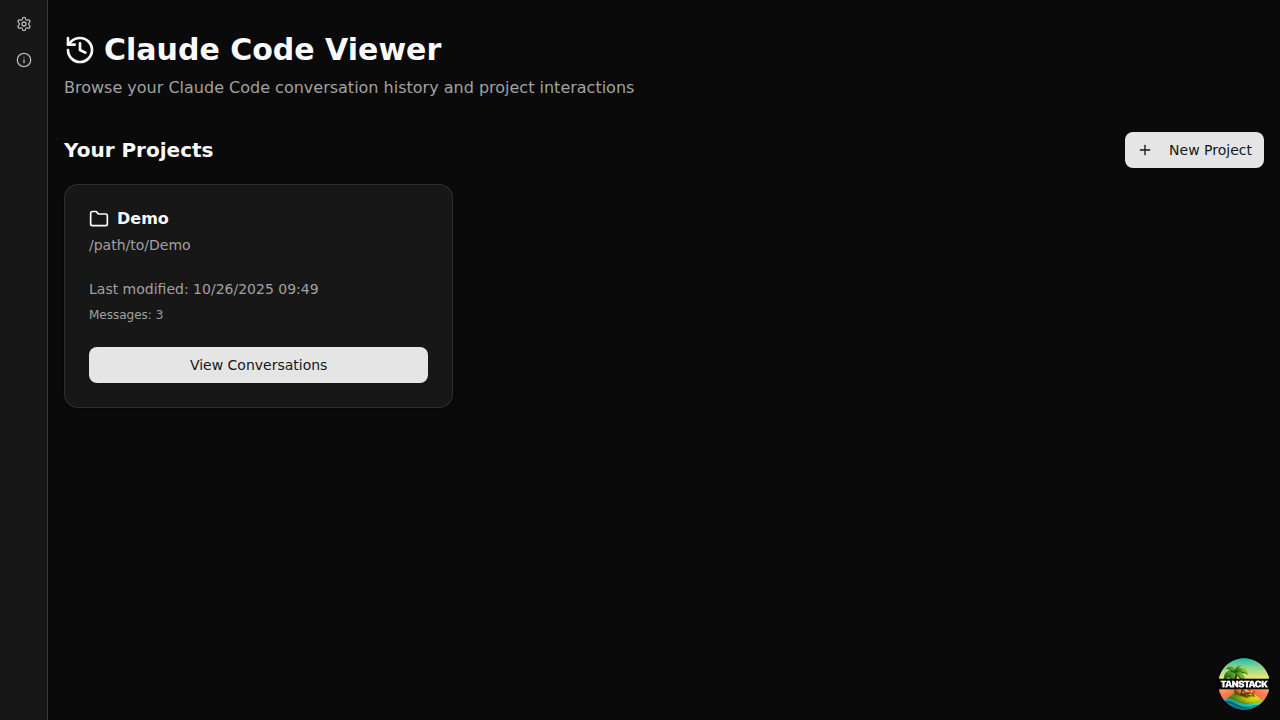 Claude Code Viewer
Browse your Claude Code conversation history and project interactions
Your Projects
New Project
Demo
/path/to/Demo
Last modified: 10/26/2025 09:49
Messages: 3
View Conversations
TANSTACK